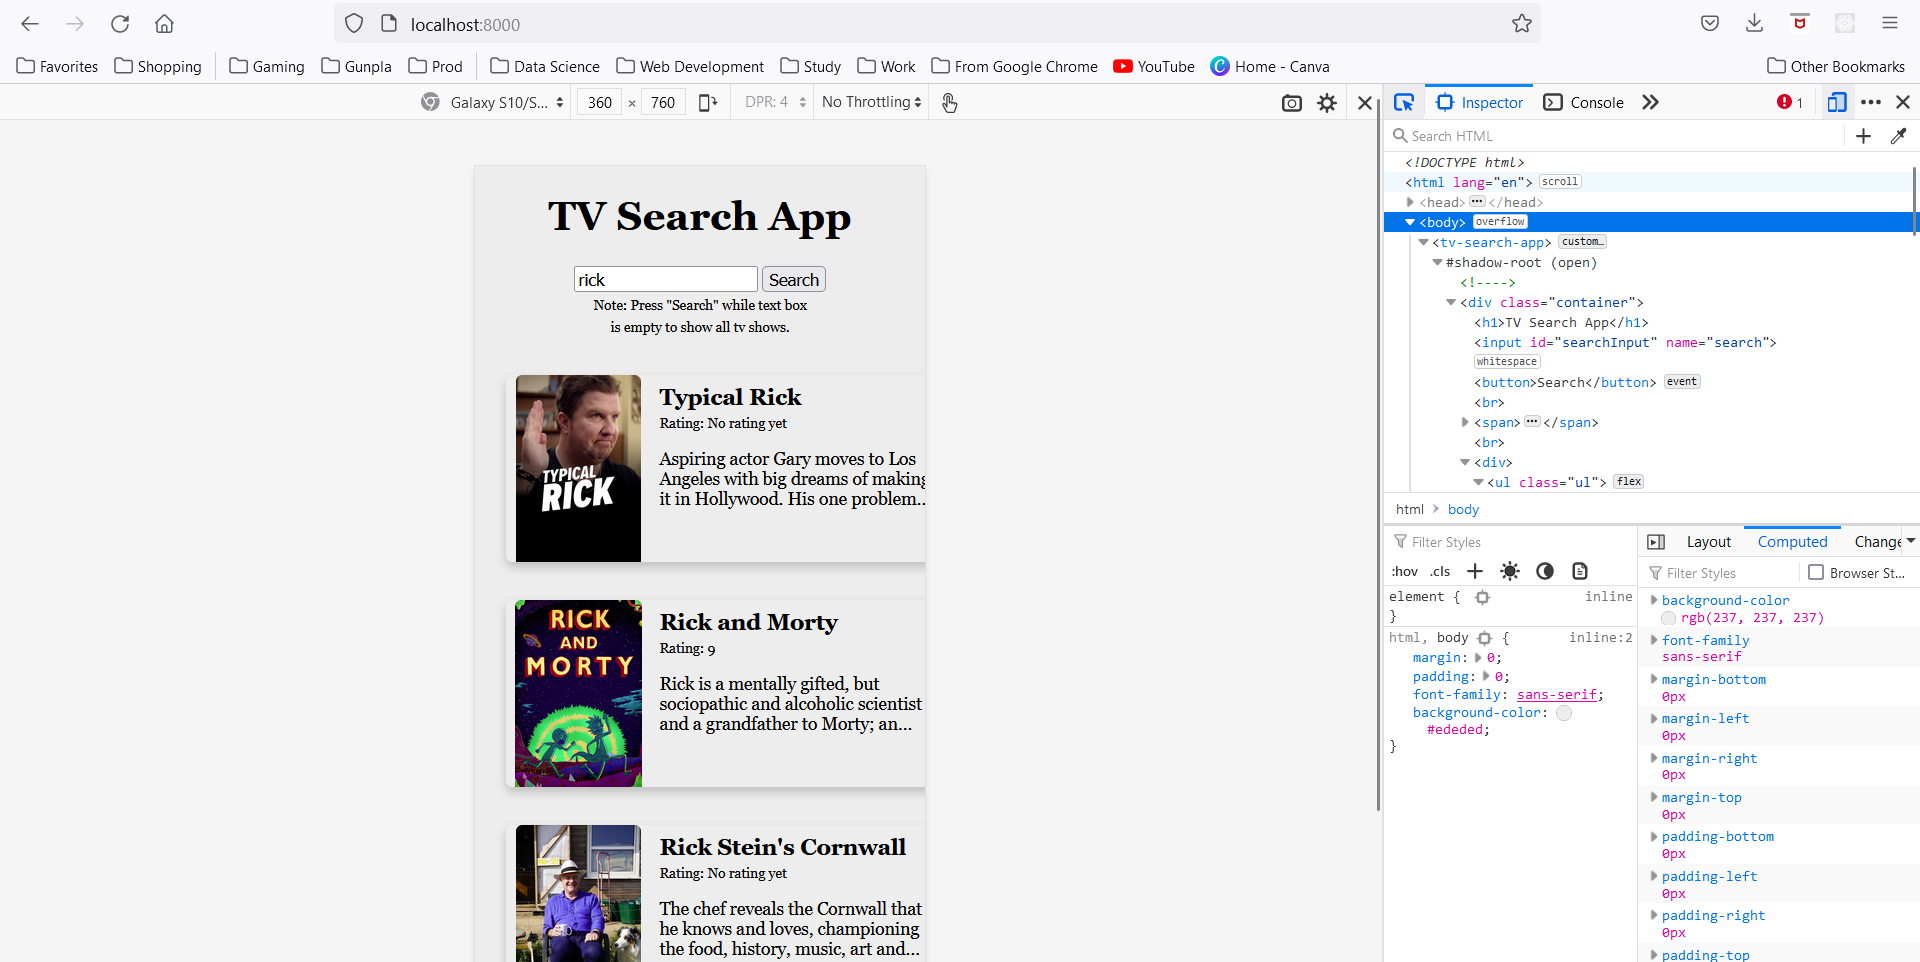 localhost:8000
Favorites Shopping Gaming Gunpla Prod Data Science Web Development Study Work From Google Chrome YouTube Home - Canva Other Bookmarks
Galaxy S10/S... 360 × 760 DPR: 4 No Throttling
Inspector Console 1
Search HTML
TV Search App
rick Search
Note: Press "Search" while text box
is empty to show all tv shows.
TYPICAL
RICK
Typical Rick
Rating: No rating yet
Aspiring actor Gary moves to Los
Angeles with big dreams of making
it in Hollywood. His one problem..
RICK
AND
MORTY
Rick and Morty
Rating: 9
Rick is a mentally gifted, but
sociopathic and alcoholic scientist
and a grandfather to Morty; an...
Rick Stein's Cornwall
Rating: No rating yet
The chef reveals the Cornwall that
he knows and loves, championing
the food, history, music, art and...
<!DOCTYPE html>
<html lang="en"> scroll
<head> ... </head>
<body> overflow
<tv-search-app> custom...
#shadow-root (open)
<!---->
<div class="container">
<h1>TV Search App</h1>
<input id="searchInput" name="search">
whitespace
<button>Search</button> event
<br>
<span> ... </span>
<br>
<div>
<ul class="ul"> flex
html > body
Filter Styles
:hov .cls +
element { inline
}
html, body { inline:2
margin: 0;
padding: 0;
font-family: sans-serif;
background-color:
#ededed;
}
Layout Computed Change
Filter Styles Browser St...
background-color
rgb(237, 237, 237)
font-family
sans-serif
margin-bottom
0px
margin-left
0px
margin-right
0px
margin-top
0px
padding-bottom
0px
padding-left
0px
padding-right
0px
padding-top